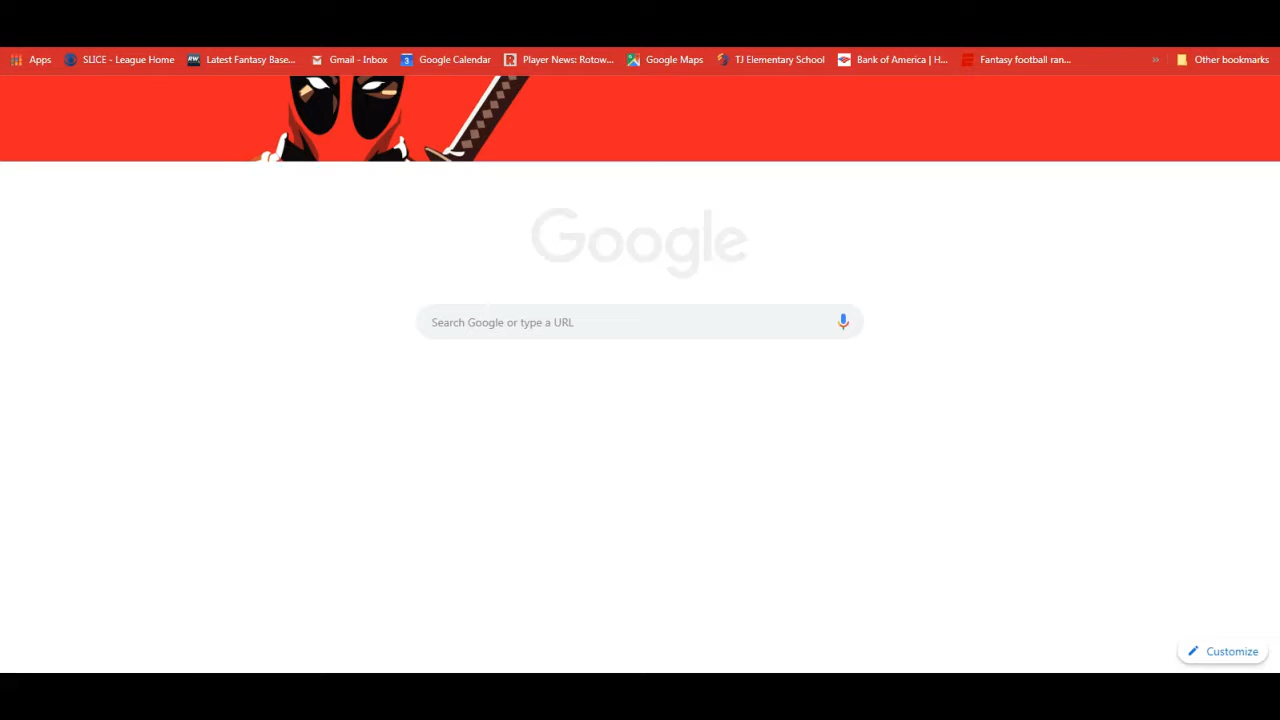 Apps SLICE - League Home Latest Fantasy Base... Gmail - Inbox 3 Google Calendar R Player News: Rotow... Google Maps TJ Elementary School Bank of America | H... Fantasy football ran... » Other bookmarks
Google
Search Google or type a URL
Customize